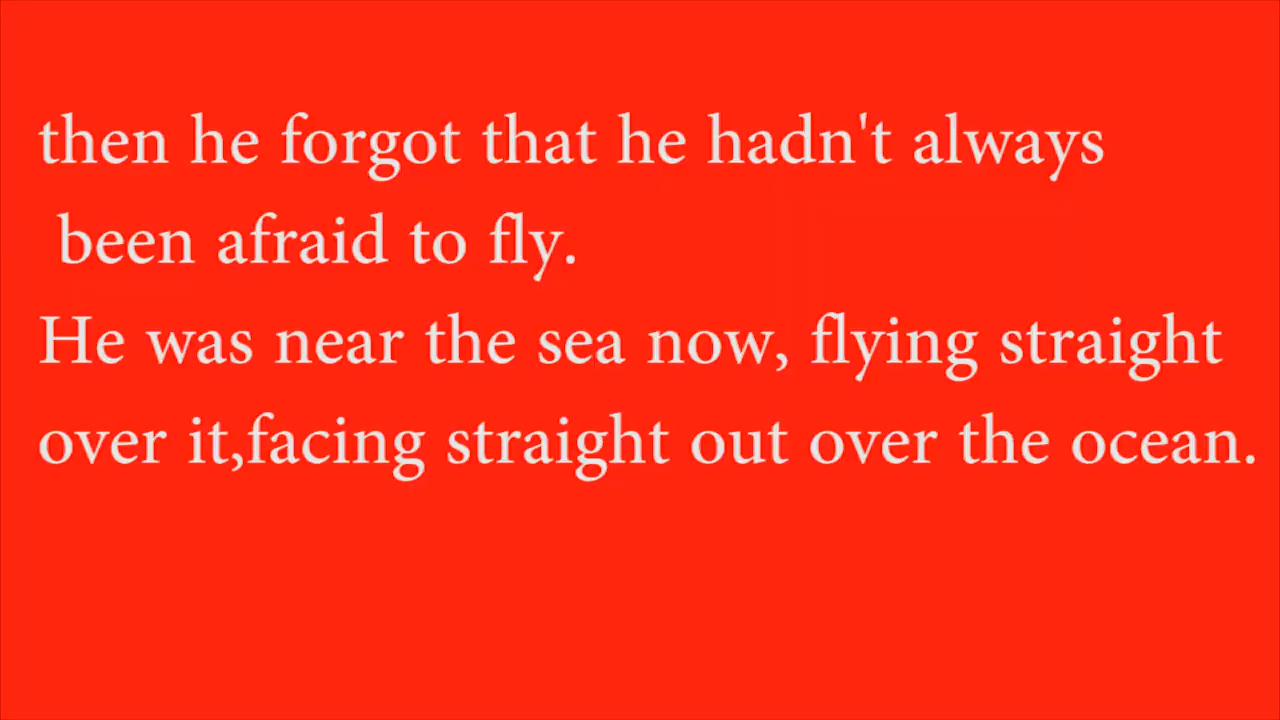 then he forgot that he hadn't always
been afraid to fly.
He was near the sea now, flying straight
over it,facing straight out over the ocean.